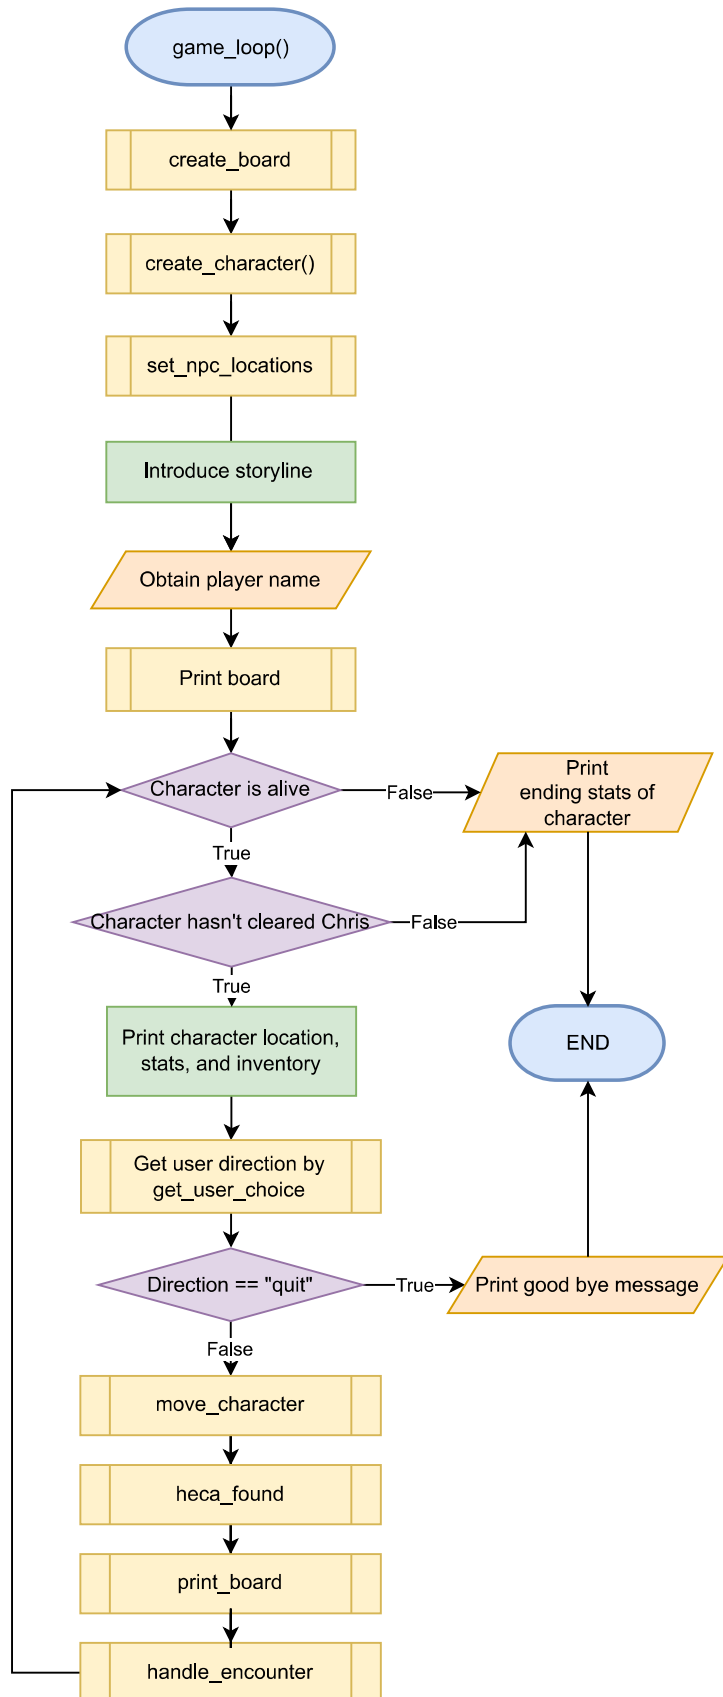 game_loop()
create_board
create_character()
set_npc_locations
Introduce storyline
Obtain player name
Print board
Character is alive
False
Print
ending stats of
character
True
Character hasn't cleared Chris
False
True
Print character location,
stats, and inventory
END
Get user direction by
get_user_choice
Direction == "quit"
True
Print good bye message
False
move_character
heca_found
print_board
handle_encounter